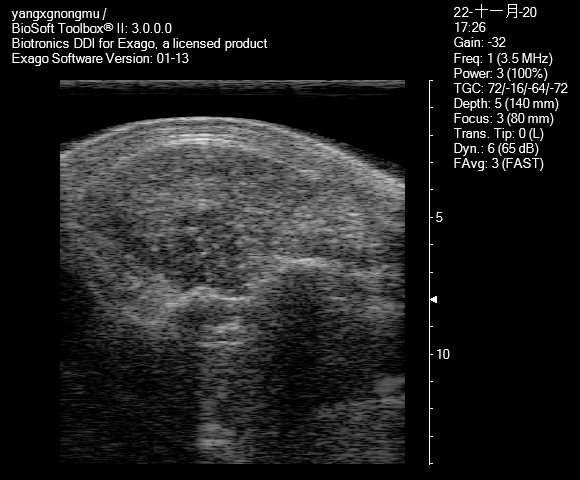 yangxgnongmu /
BioSoft Toolbox® II: 3.0.0.0
Biotronics DDI for Exago, a licensed product
Exago Software Version: 01-13
22-十一月-20
17:26
Gain: -32
Freq: 1 (3.5 MHz)
Power: 3 (100%)
TGC: 72/-16/-64/-72
Depth: 5 (140 mm)
Focus: 3 (80 mm)
Trans. Tip: 0 (L)
Dyn.: 6 (65 dB)
FAvg: 3 (FAST)
5
10